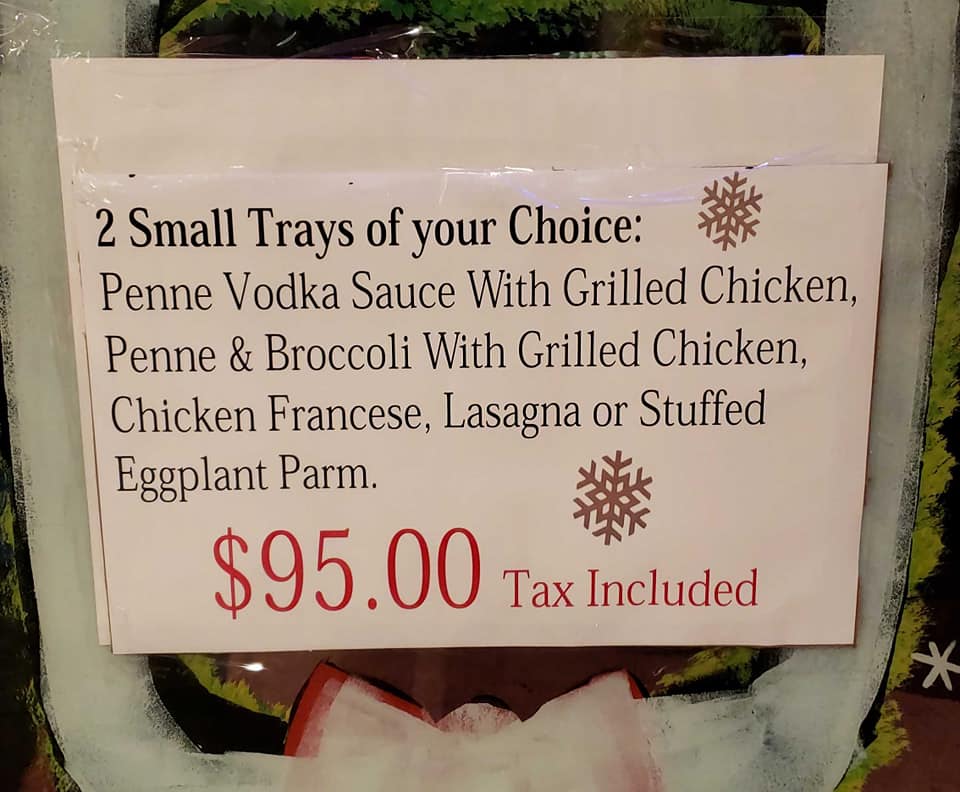 2 Small Trays of your Choice:
Penne Vodka Sauce With Grilled Chicken,
Penne & Broccoli With Grilled Chicken,
Chicken Francese, Lasagna or Stuffed
Eggplant Parm.
$95.00 Tax Included